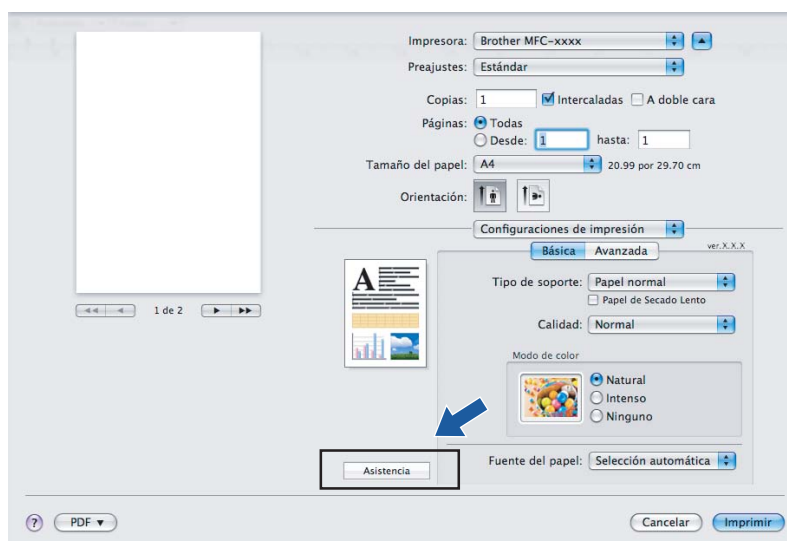 Impresora: Brother MFC-xxxx
Preajustes: Estándar
Copias: 1 Intercaladas A doble cara
Páginas: Todas
Desde: 1 hasta: 1
Tamaño del papel: A4 20.99 por 29.70 cm
Orientación:
Configuraciones de impresión
Básica Avanzada ver.X.X.X
Tipo de soporte: Papel normal
Papel de Secado Lento
1 de 2
Calidad: Normal
Modo de color
Natural
Intenso
Ninguno
Fuente del papel: Selección automática
Asistencia
? PDF Cancelar Imprimir